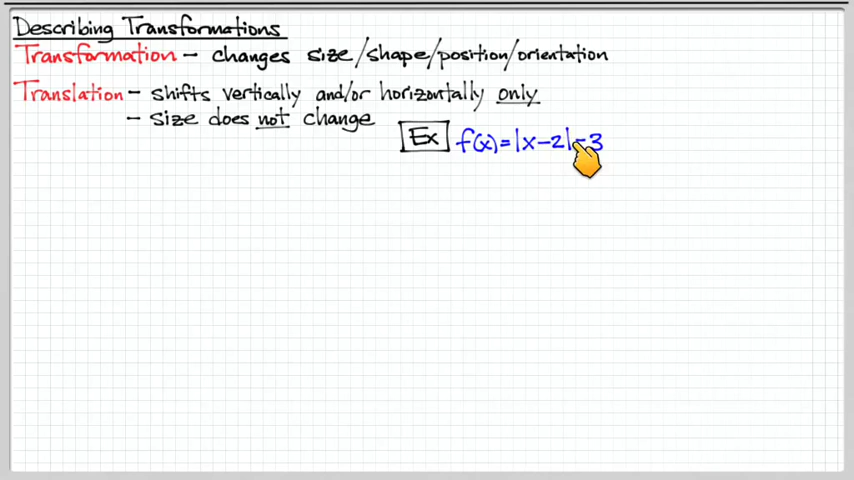 Describing Transformations
Transformation – changes size/shape/position/orientation
Translation – shifts vertically and/or horizontally only
– size does not change
Ex f(x)=|x-2|-3